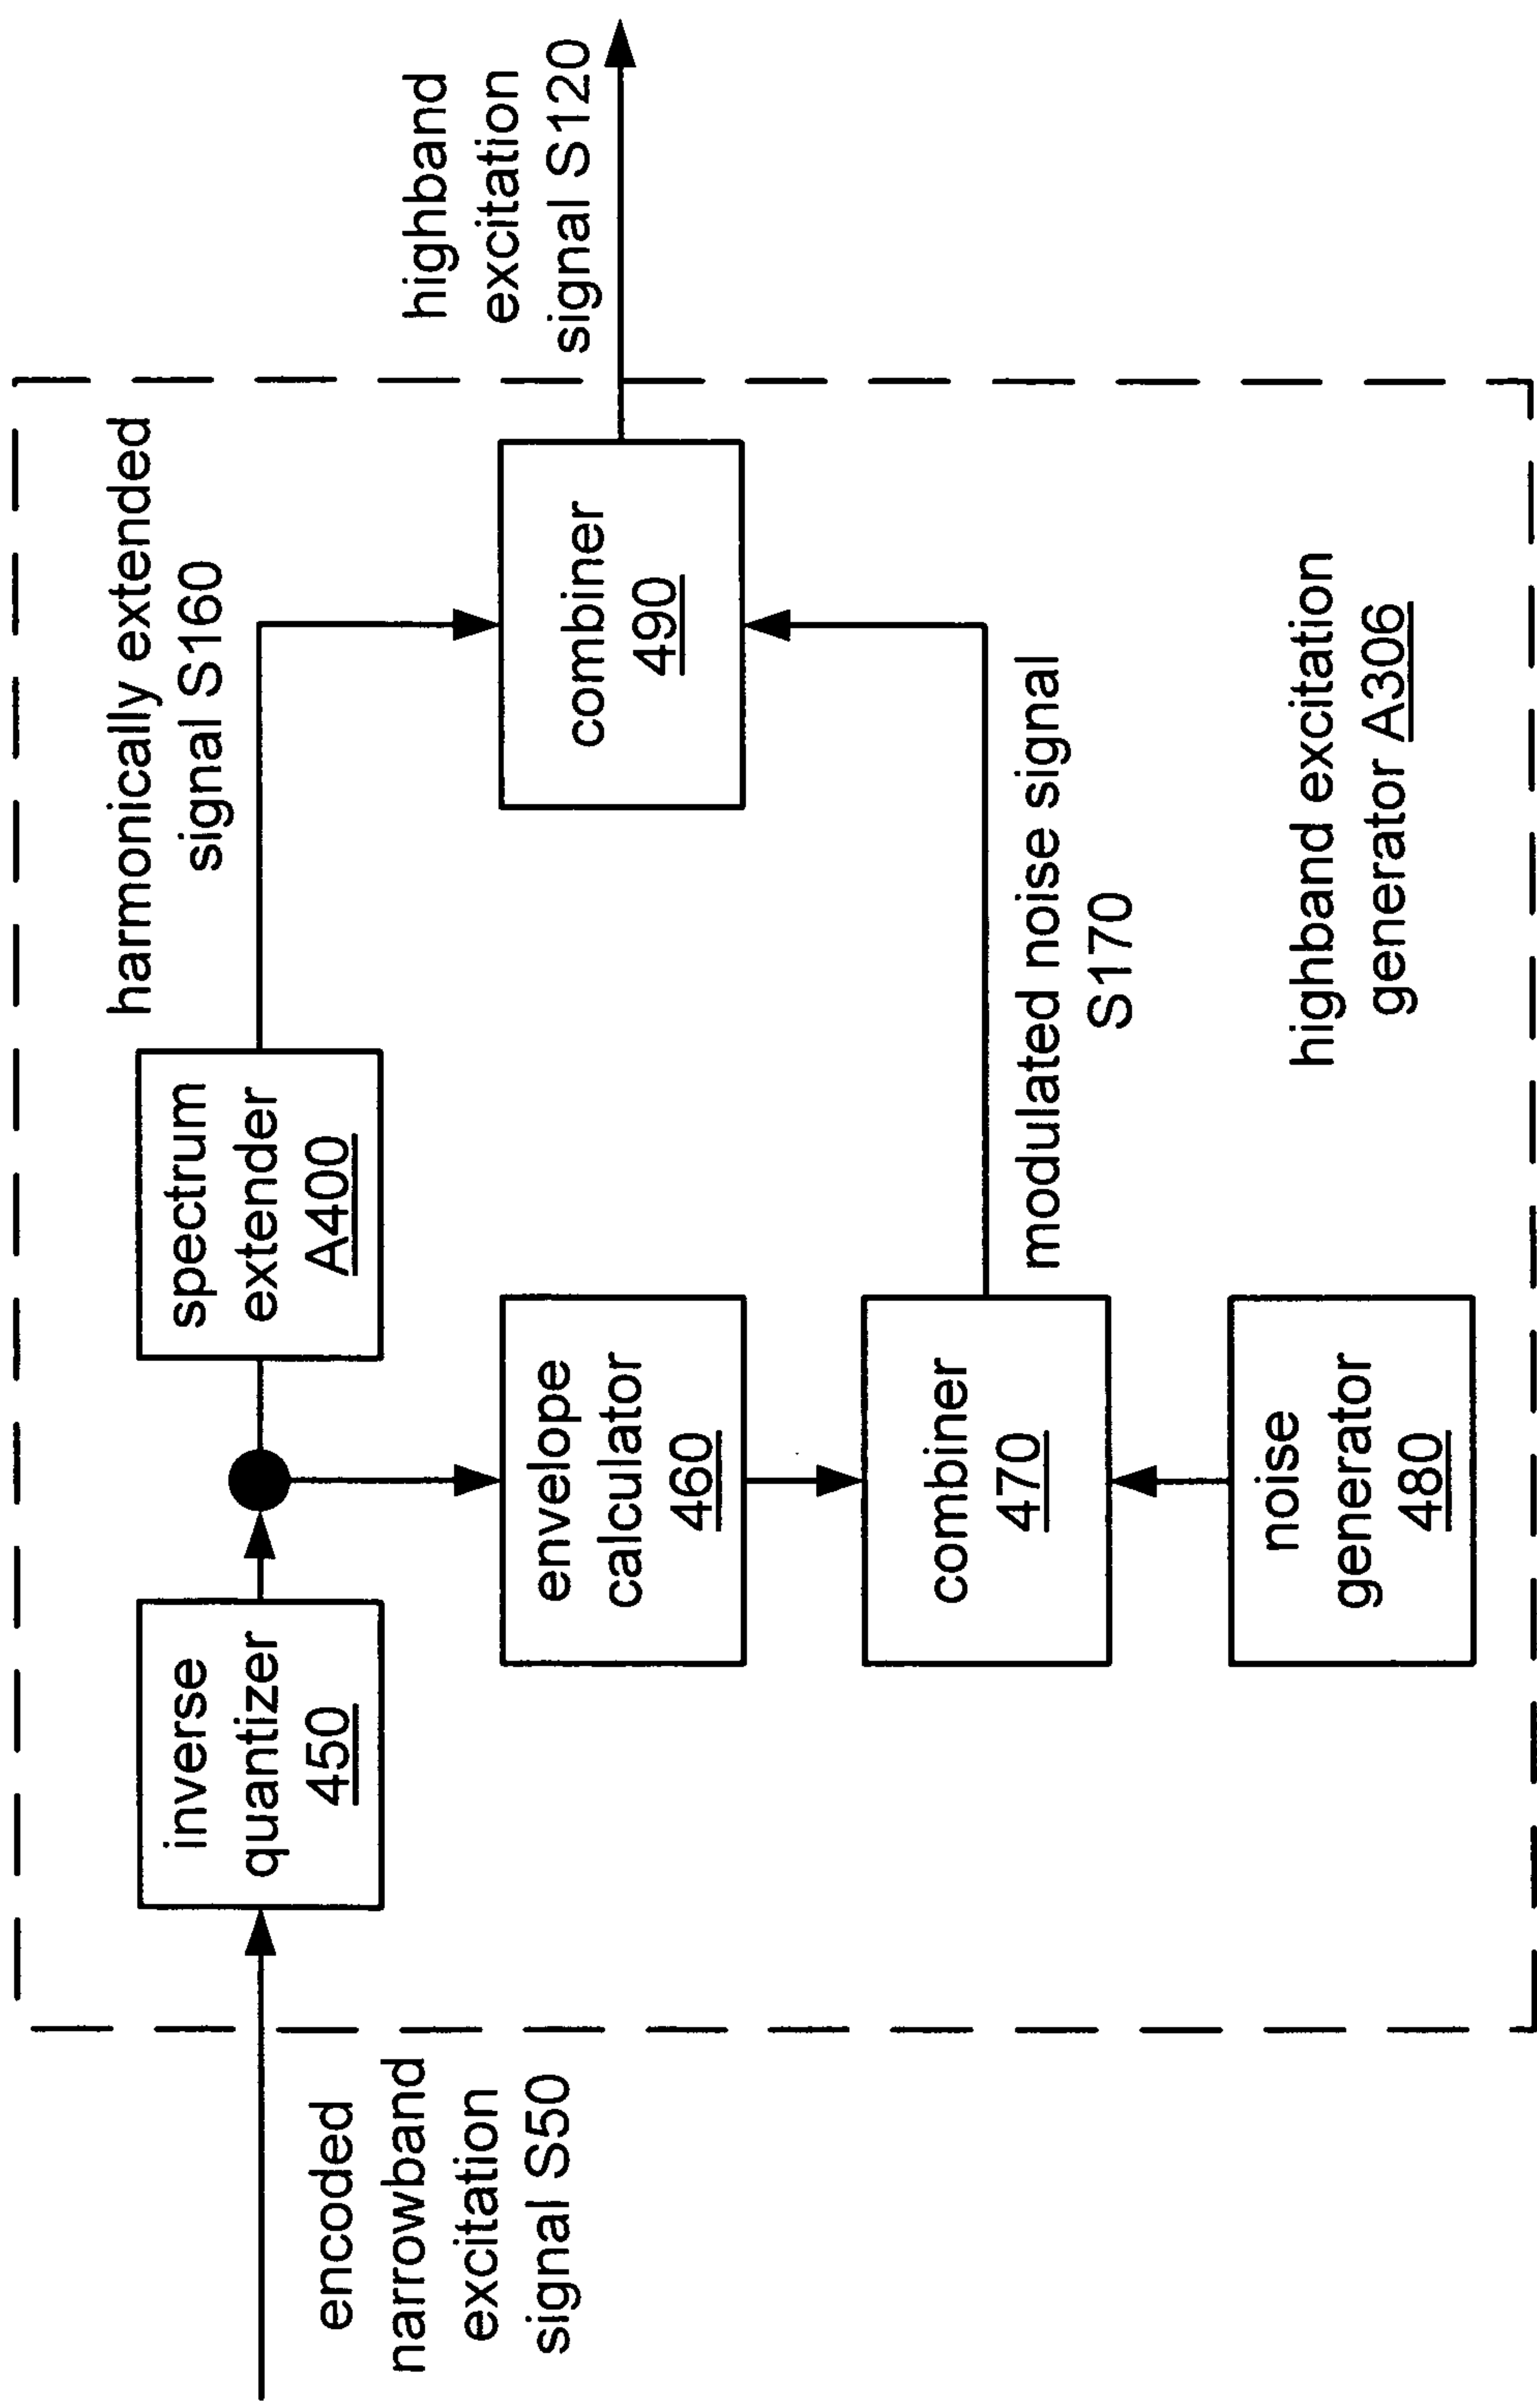 encoded
narrowband
excitation
signal S50
inverse
quantizer
450
spectrum
extender
A400
harmonically extended
signal S160
envelope
calculator
460
combiner
470
noise
generator
480
modulated noise signal
S170
combiner
490
highband
excitation
signal S120
highband excitation
generator A306